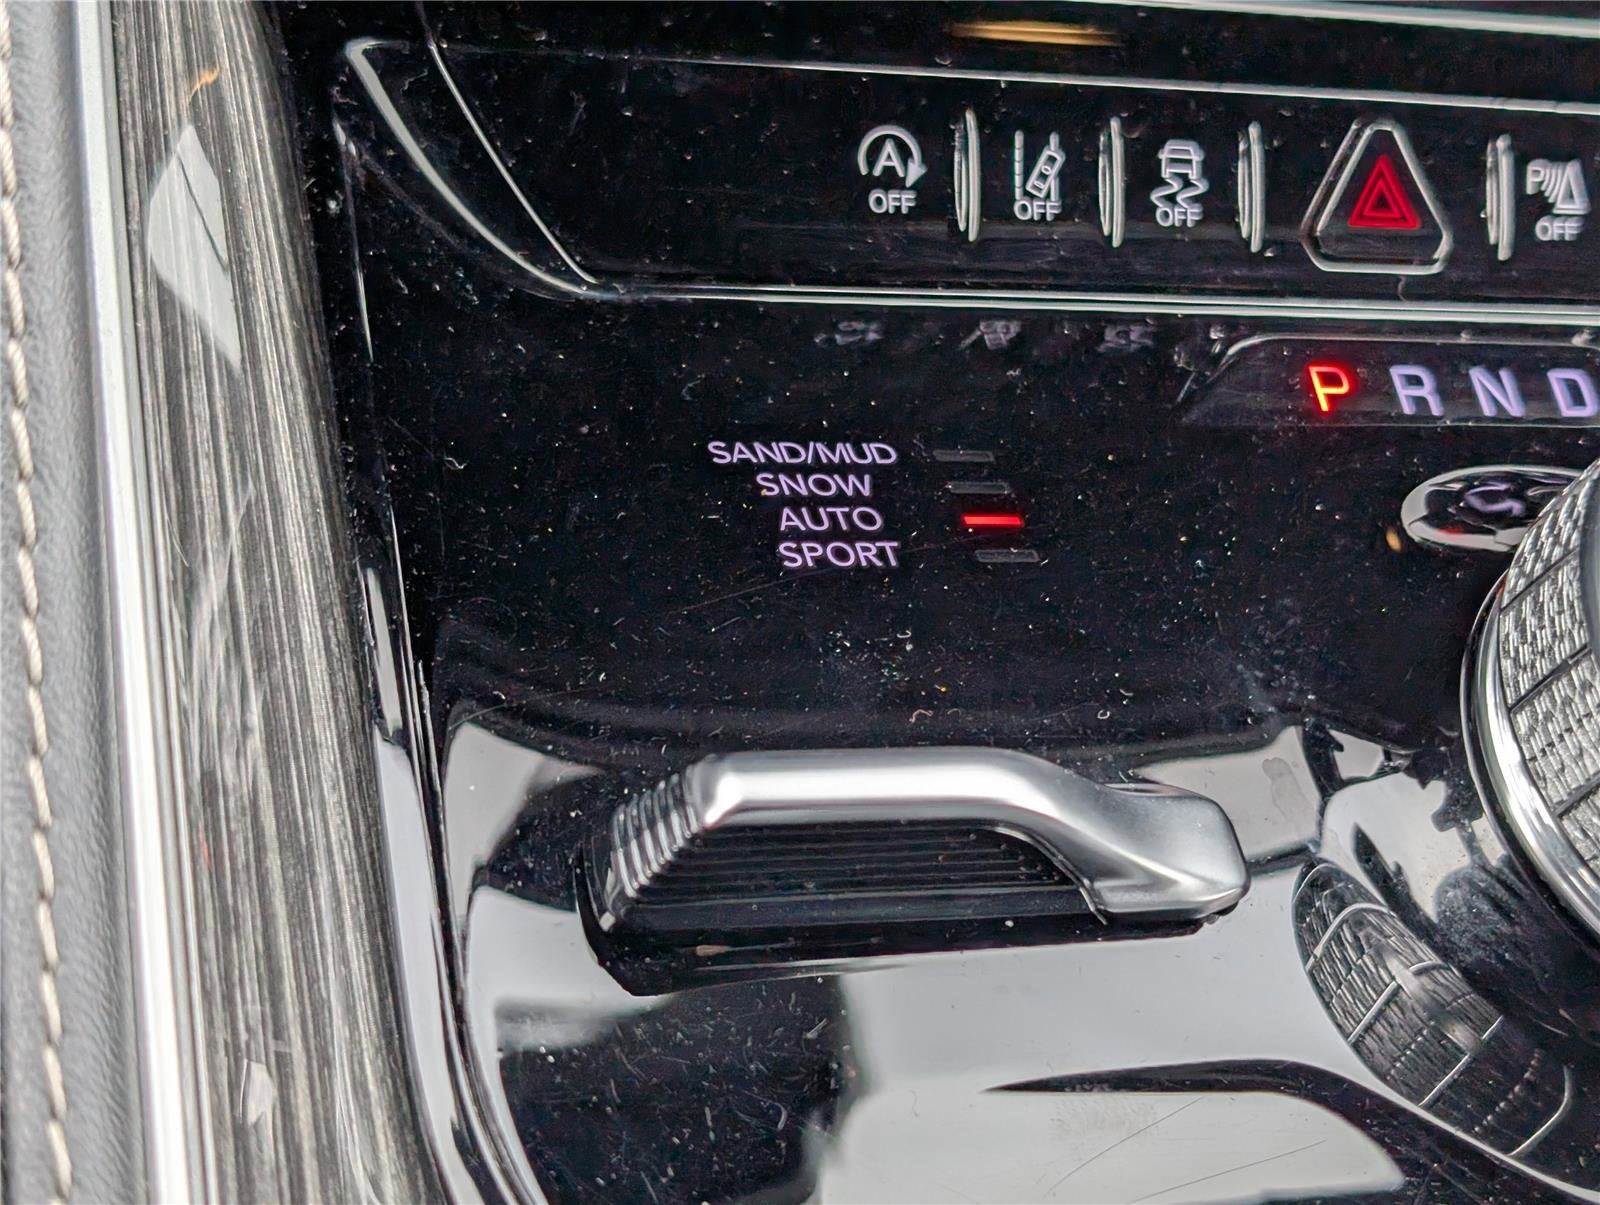 A
OFF
OFF
OFF
P
OFF
P R N D
SAND/MUD
SNOW
AUTO
SPORT